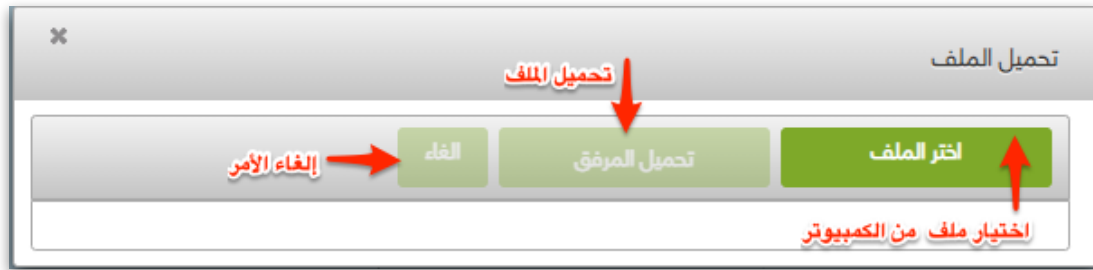 تحميل الملف
تحميل الملف
اختر الملف
تحميل المرفق
الغاء
إلغاء الأمر
اختيار ملف من الكمبيوتر